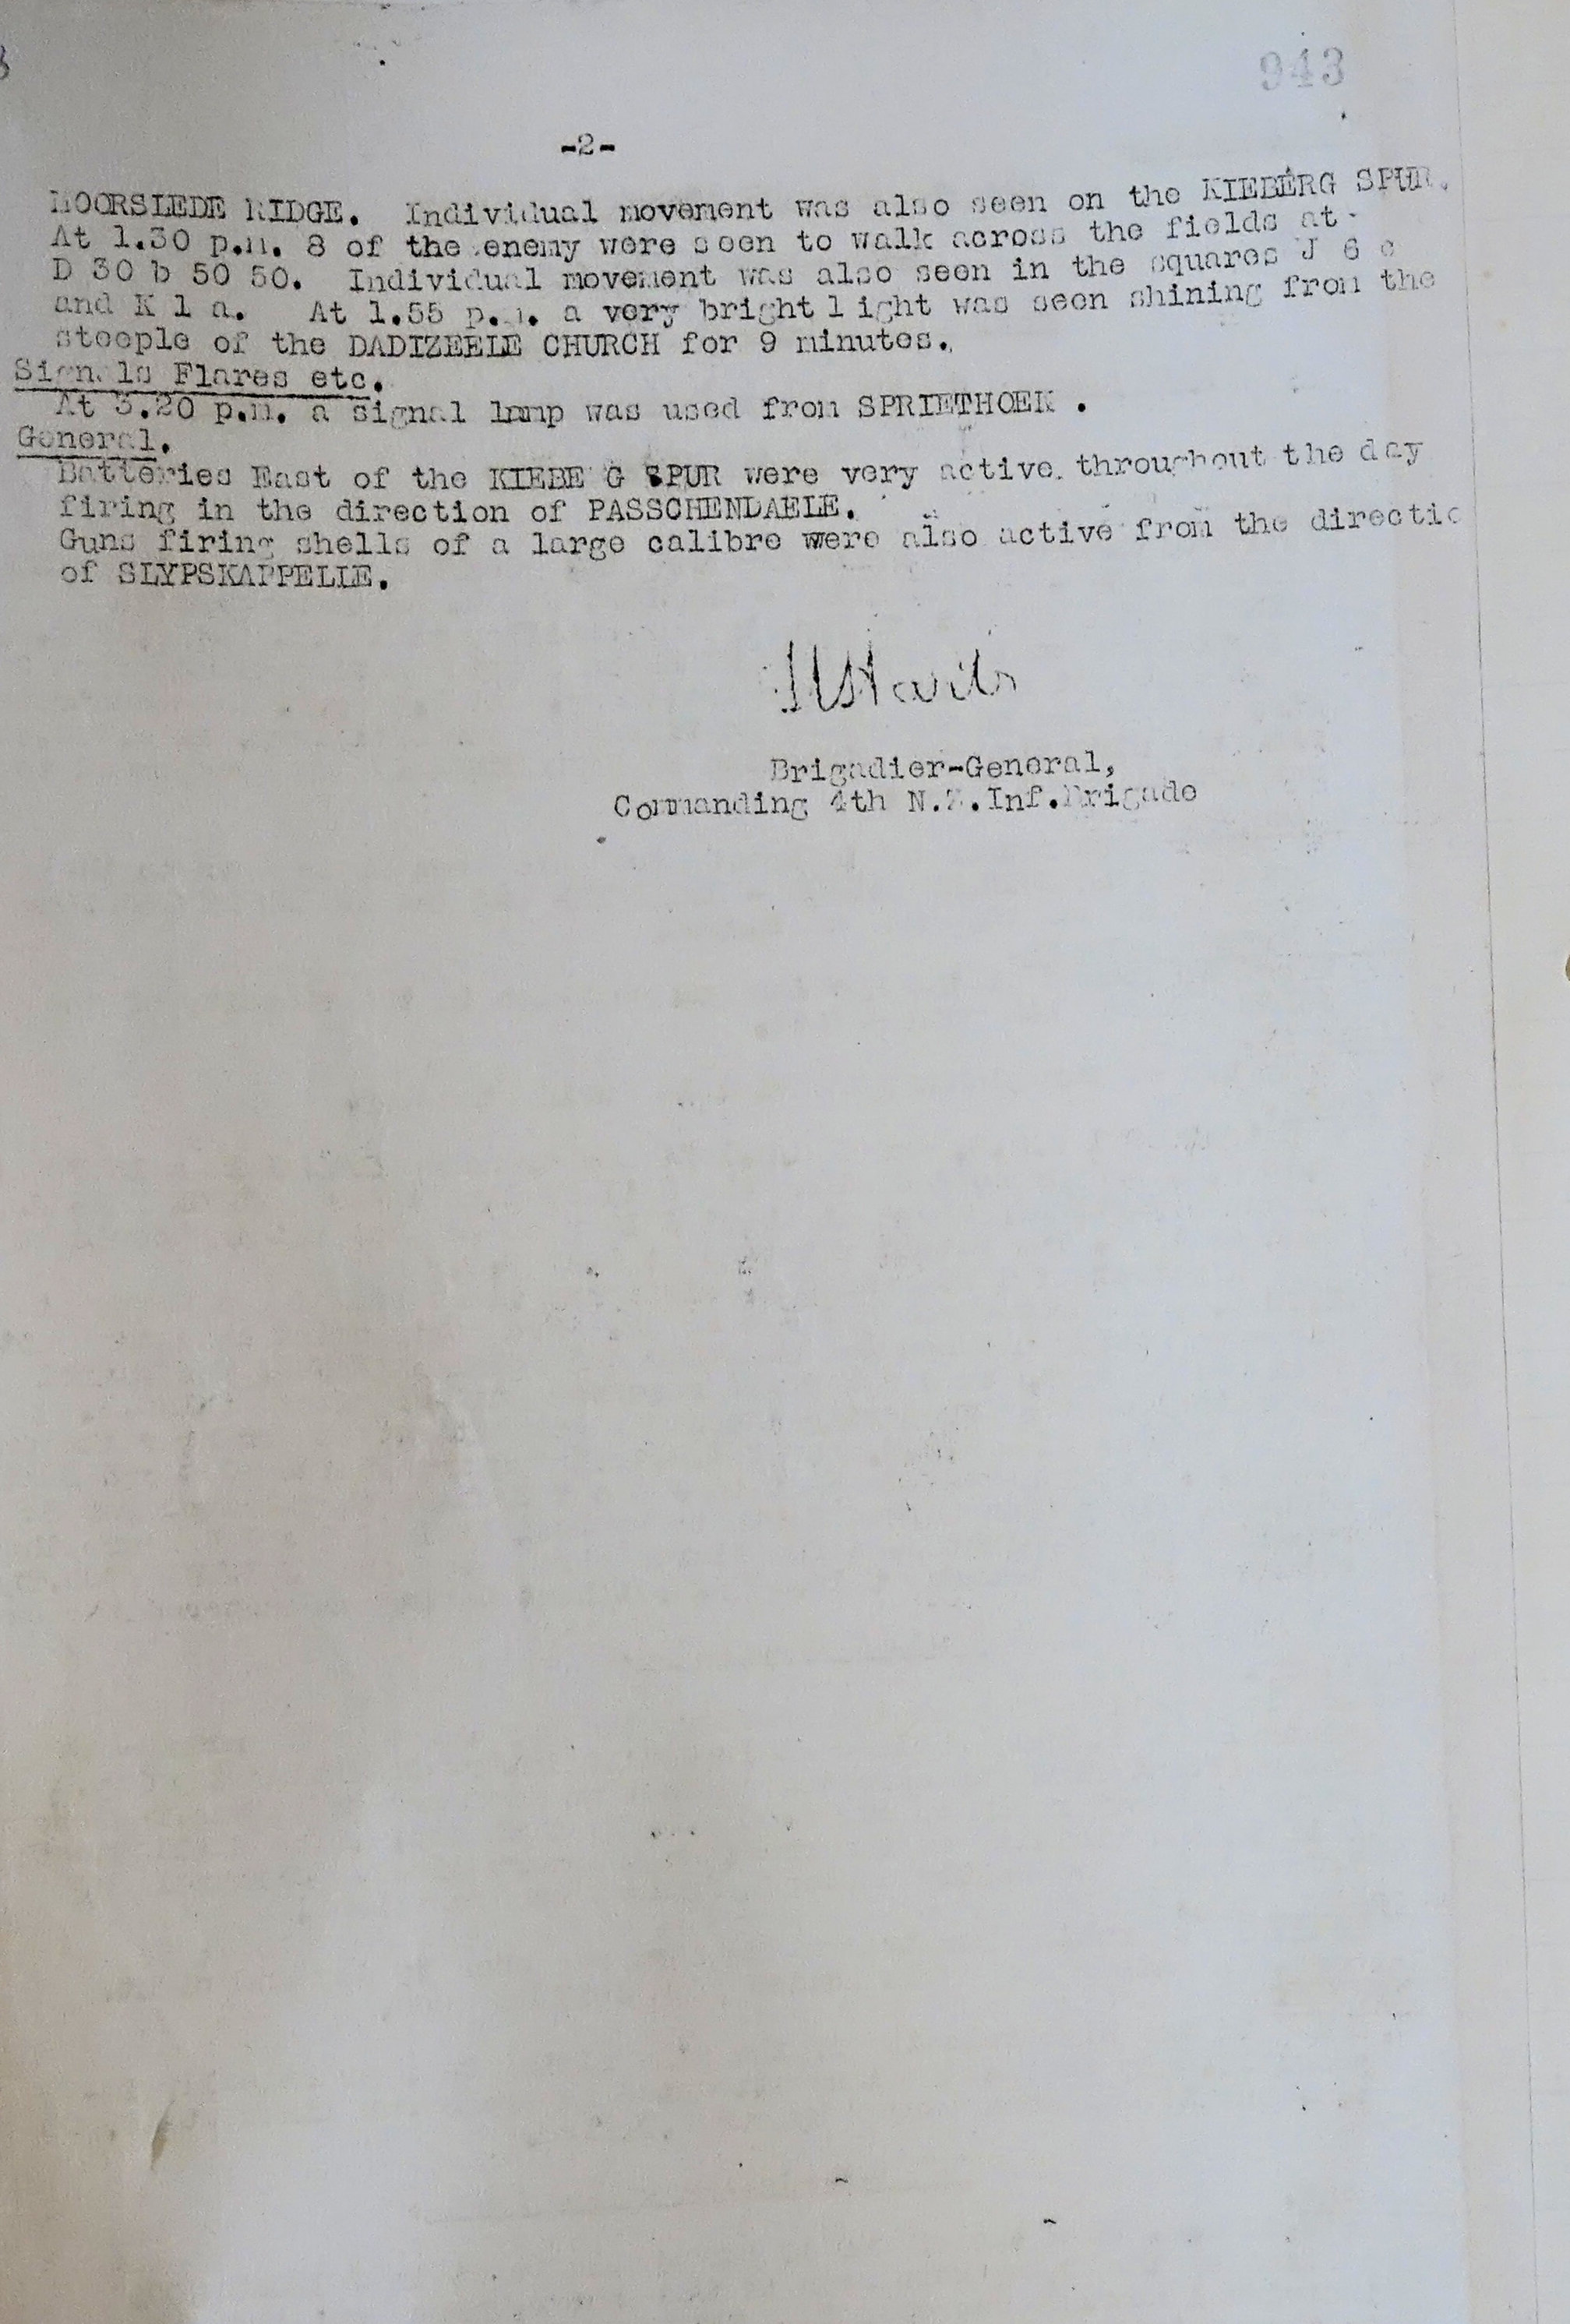 943
-2-
MOORSLEDE RIDGE. Individual movement was also seen on the KIEBERG SPUR.
At 1.30 p.m. 8 of the enemy were seen to walk across the fields at
D 30 b 50 50. Individual movement was also seen in the squares J 6 c
and K 1 a. At 1.55 p.m. a very bright l ight was seen shining from the
steeple of the DADIZEELE CHURCH for 9 minutes.
Signals Flares etc.
At 3.20 p.m. a signal lamp was used from SPRIETHOEK .
General.
Batteries East of the KIEBE G SPUR were very active throughout the day
firing in the direction of PASSCHENDAELE.
Guns firing shells of a large calibre were also active from the directio
of SLYPSKAPPELLE.
Brigadier-General,
Commanding 4th N.Z.Inf.Brigade